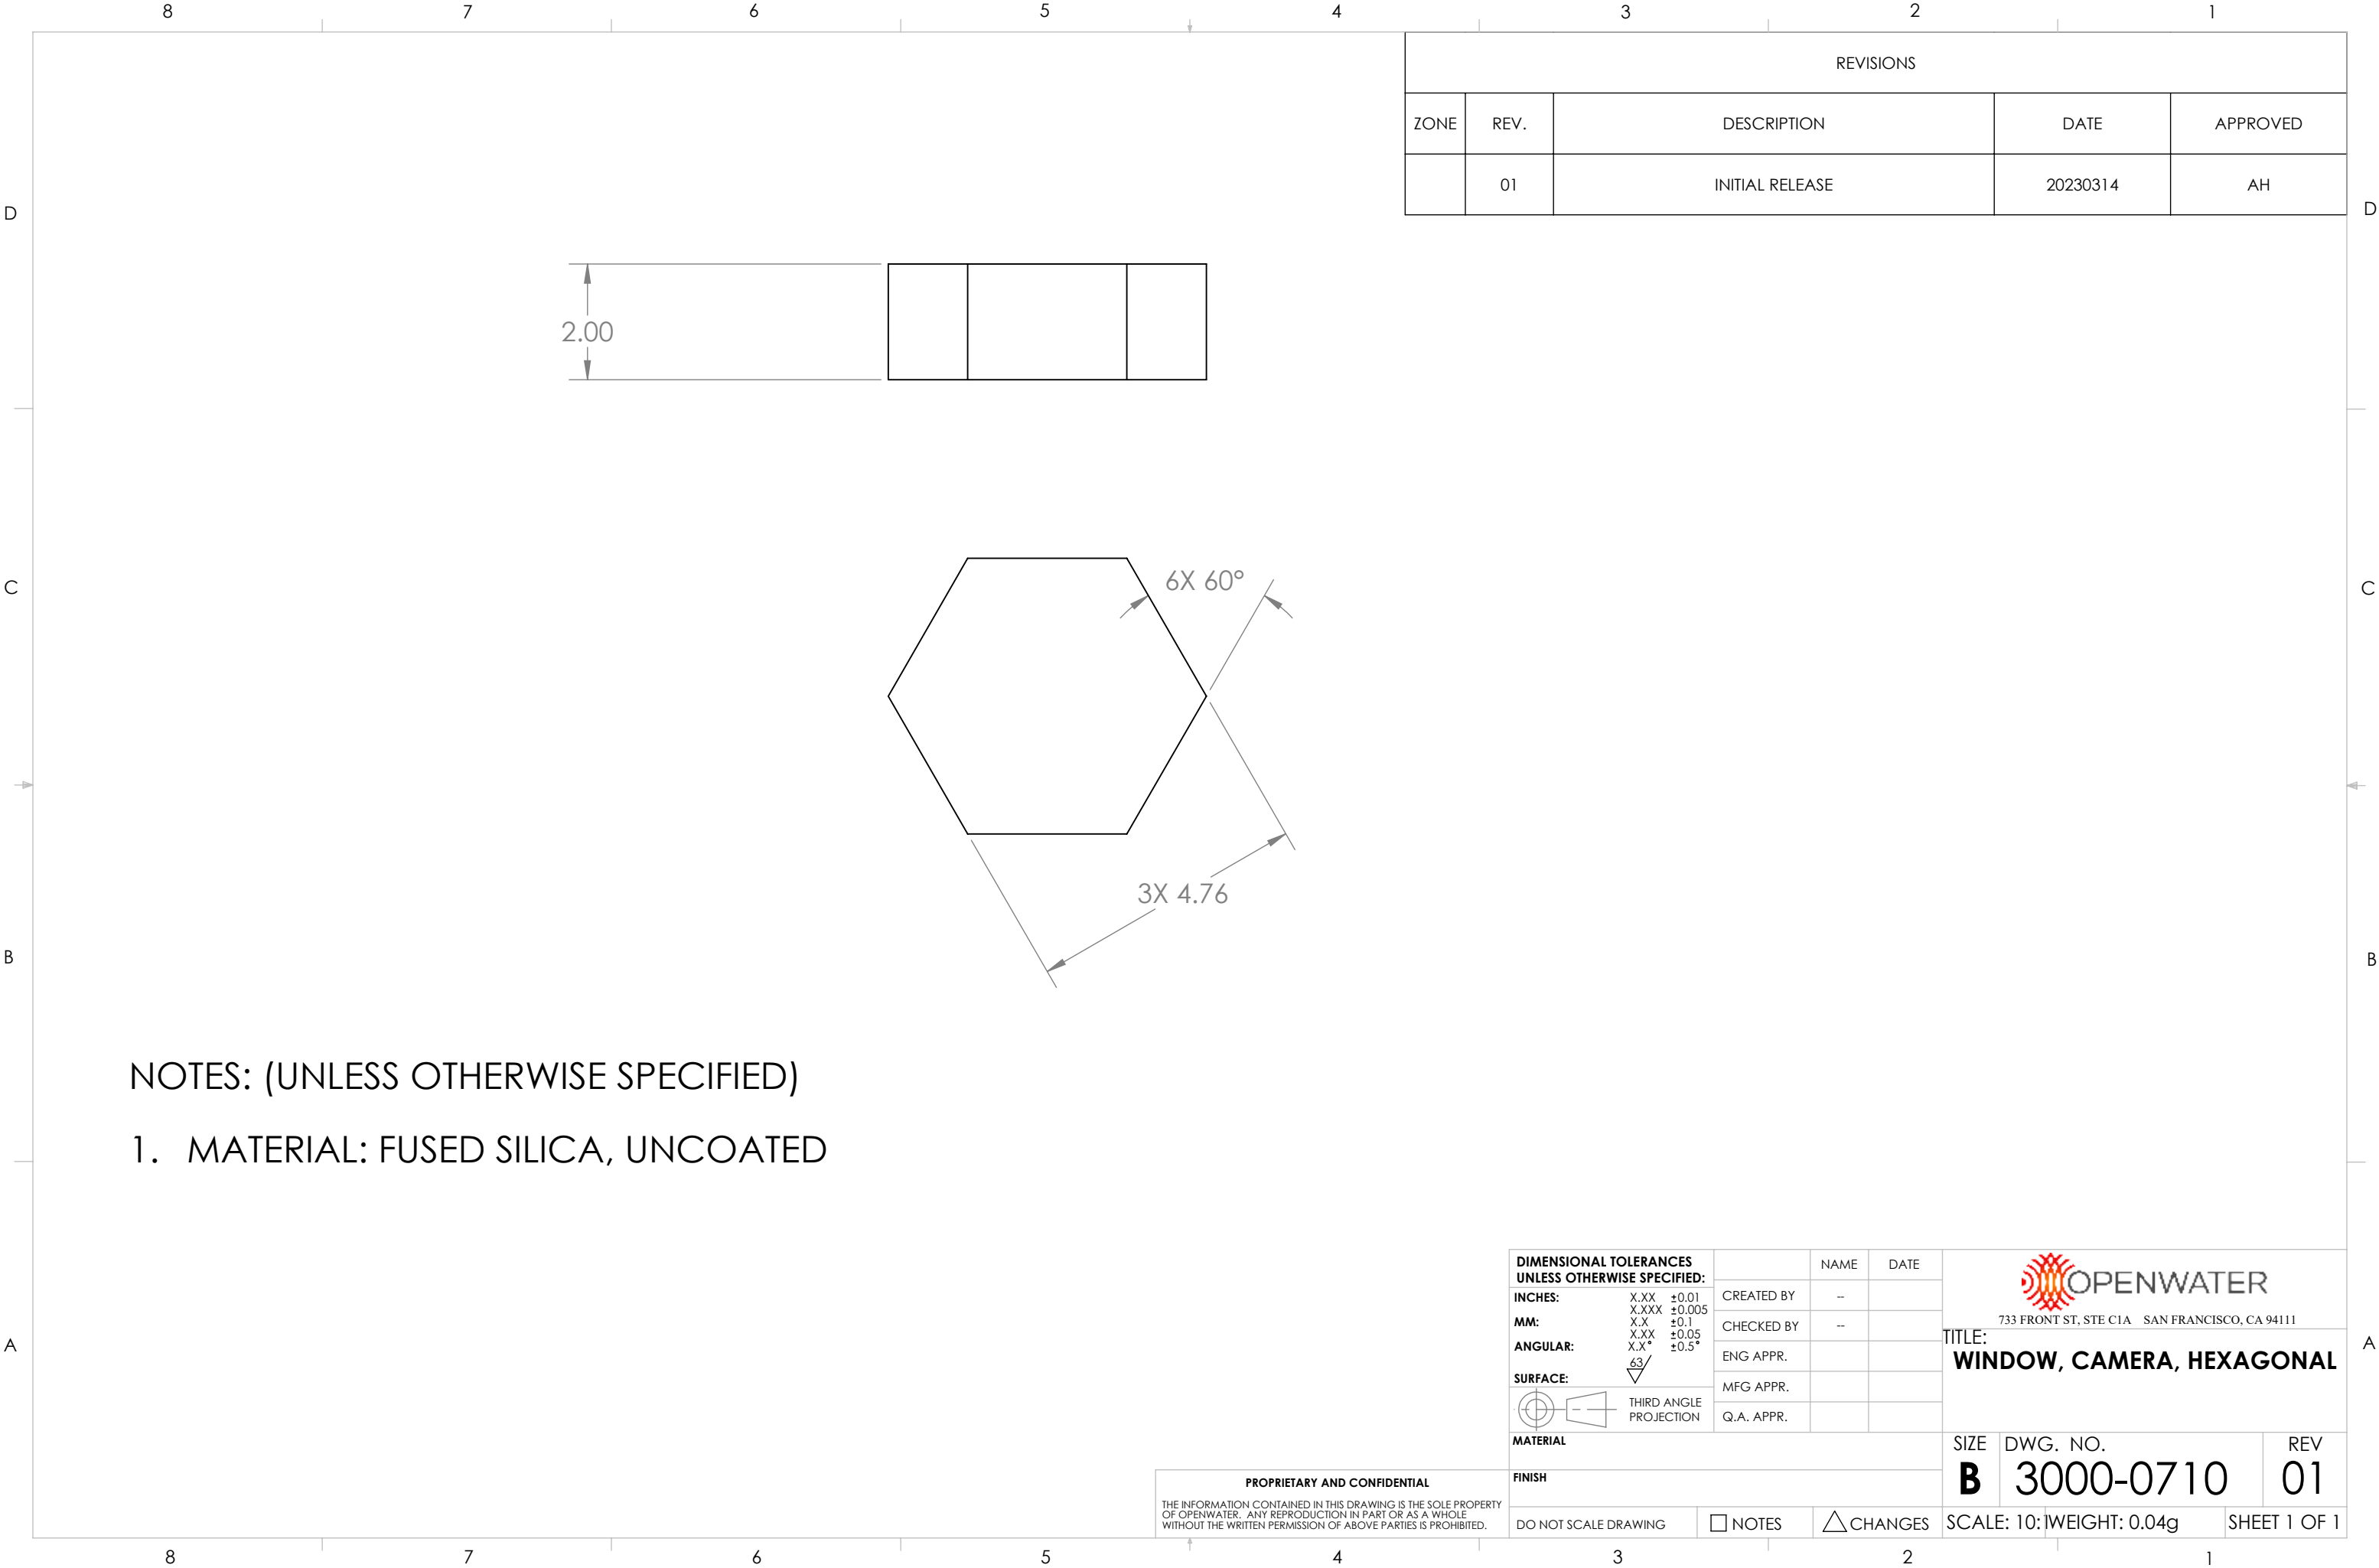 8 7 6 5 4 3 2 1
REVISIONS
ZONE REV. DESCRIPTION DATE APPROVED
01 INITIAL RELEASE 20230314 AH
D D
2.00
C C
6X 60°
3X 4.76
B B
NOTES: (UNLESS OTHERWISE SPECIFIED)
1. MATERIAL: FUSED SILICA, UNCOATED
A A
DIMENSIONAL TOLERANCES
UNLESS OTHERWISE SPECIFIED:
INCHES: X.XX ±0.01
X.XXX ±0.005
MM: X.X ±0.1
X.XX ±0.05
ANGULAR: X.X° ±0.5°
SURFACE: 63
THIRD ANGLE
PROJECTION
NAME DATE
CREATED BY --
CHECKED BY --
ENG APPR.
MFG APPR.
Q.A. APPR.
MATERIAL
FINISH
DO NOT SCALE DRAWING
NOTES
CHANGES
OPENWATER
733 FRONT ST, STE C1A SAN FRANCISCO, CA 94111
TITLE:
WINDOW, CAMERA, HEXAGONAL
SIZE DWG. NO. REV
B 3000-0710 01
SCALE: 10:1 WEIGHT: 0.04g SHEET 1 OF 1
PROPRIETARY AND CONFIDENTIAL
THE INFORMATION CONTAINED IN THIS DRAWING IS THE SOLE PROPERTY
OF OPENWATER. ANY REPRODUCTION IN PART OR AS A WHOLE
WITHOUT THE WRITTEN PERMISSION OF ABOVE PARTIES IS PROHIBITED.
8 7 6 5 4 3 2 1